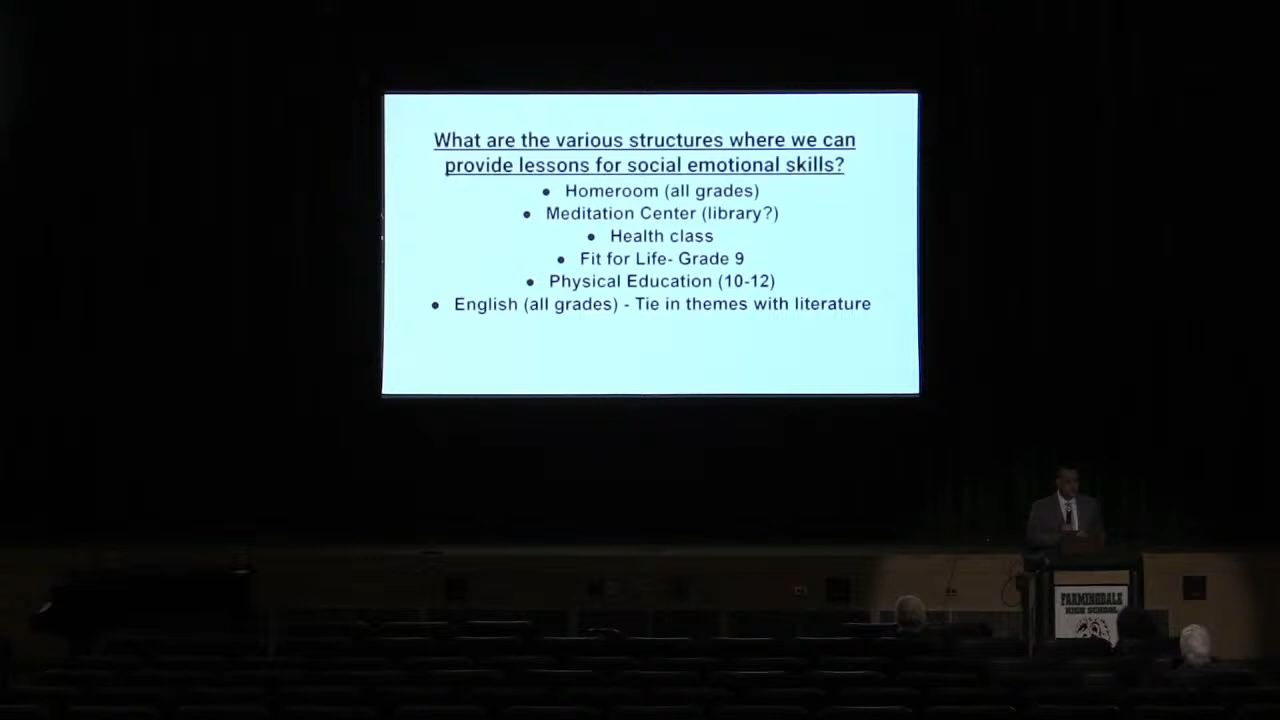 What are the various structures where we can
provide lessons for social emotional skills?
● Homeroom (all grades)
● Meditation Center (library?)
● Health class
● Fit for Life- Grade 9
● Physical Education (10-12)
● English (all grades) - Tie in themes with literature
FARMINGDALE
HIGH SCHOOL